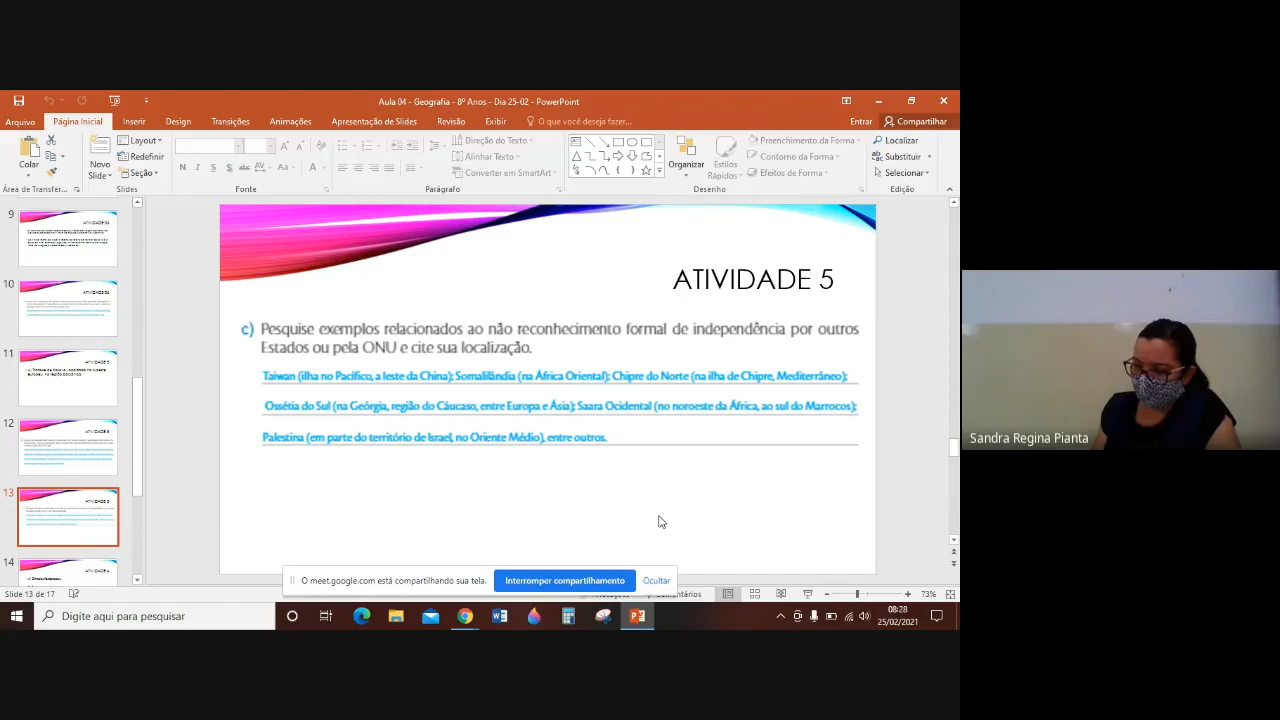 Aula 04 - Geografia - 8º Anos - Dia 25-02 - PowerPoint
Arquivo Página Inicial Inserir Design Transições Animações Apresentação de Slides Revisão Exibir O que você deseja fazer... Entrar Compartilhar
Colar
Novo Slide
Layout
Redefinir
Seção
Organizar
Estilos Rápidos
Direção do Texto
Alinhar Texto
Converter em SmartArt
Preenchimento da Forma
Contorno da Forma
Efeitos de Forma
Localizar
Substituir
Selecionar
Área de Transfer... Slides Fonte Parágrafo Desenho Edição
9
10
11
12
13
14
ATIVIDADE 5
c) Pesquise exemplos relacionados ao não reconhecimento formal de independência por outros
Estados ou pela ONU e cite sua localização.
Taiwan (ilha no Pacífico, a leste da China); Somalilândia (na África Oriental); Chipre do Norte (na ilha de Chipre, Mediterrâneo);
Ossétia do Sul (na Geórgia, região do Cáucaso, entre Europa e Ásia); Saara Ocidental (no noroeste da África, ao sul do Marrocos);
Palestina (em parte do território de Israel, no Oriente Médio), entre outros.
Sandra Regina Pianta
O meet.google.com está compartilhando sua tela. Interromper compartilhamento Ocultar
Slide 13 de 17
73%
Digite aqui para pesquisar
08:28
25/02/2021